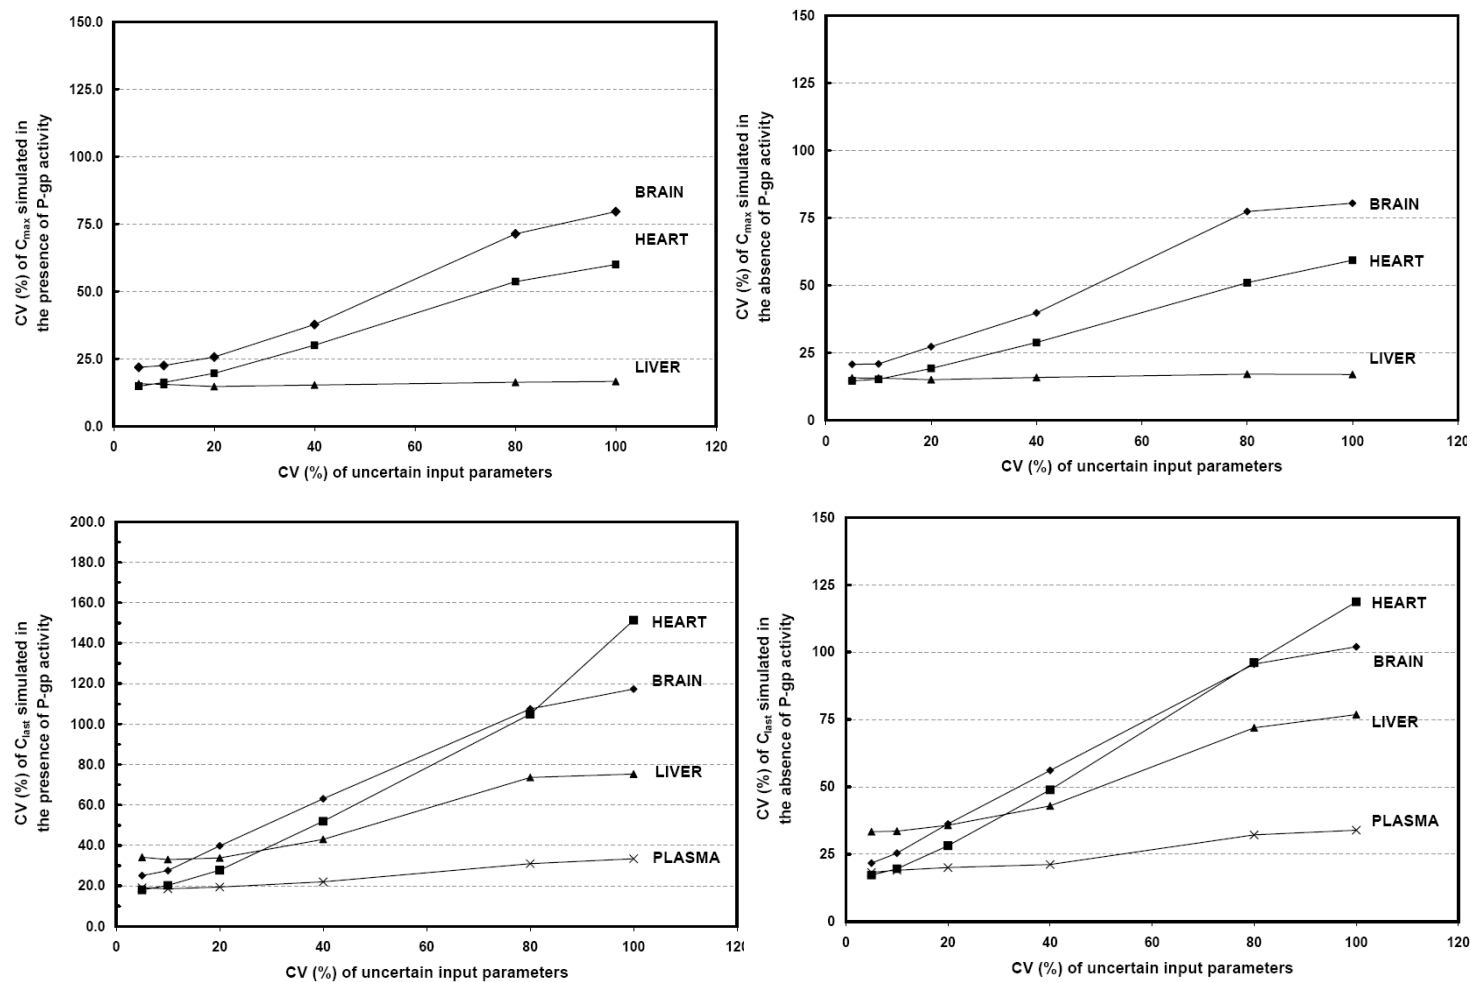 CV (%) of Cmax simulated in
the presence of P-gp activity
150.0
125.0
100.0
75.0
50.0
25.0
0.0
BRAIN
HEART
LIVER
0 20 40 60 80 100 120
CV (%) of uncertain input parameters
CV (%) of Cmax simulated in
the absence of P-gp activity
150
125
100
75
50
25
0
BRAIN
HEART
LIVER
0 20 40 60 80 100 120
CV (%) of uncertain input parameters
CV (%) of Clast simulated in
the presence of P-gp activity
200.0
180.0
160.0
140.0
120.0
100.0
80.0
60.0
40.0
20.0
0.0
HEART
BRAIN
LIVER
PLASMA
0 20 40 60 80 100 120
CV (%) of uncertain input parameters
CV (%) of Clast simulated in
the absence of P-gp activity
150
125
100
75
50
25
0
HEART
BRAIN
LIVER
PLASMA
0 20 40 60 80 100 120
CV (%) of uncertain input parameters